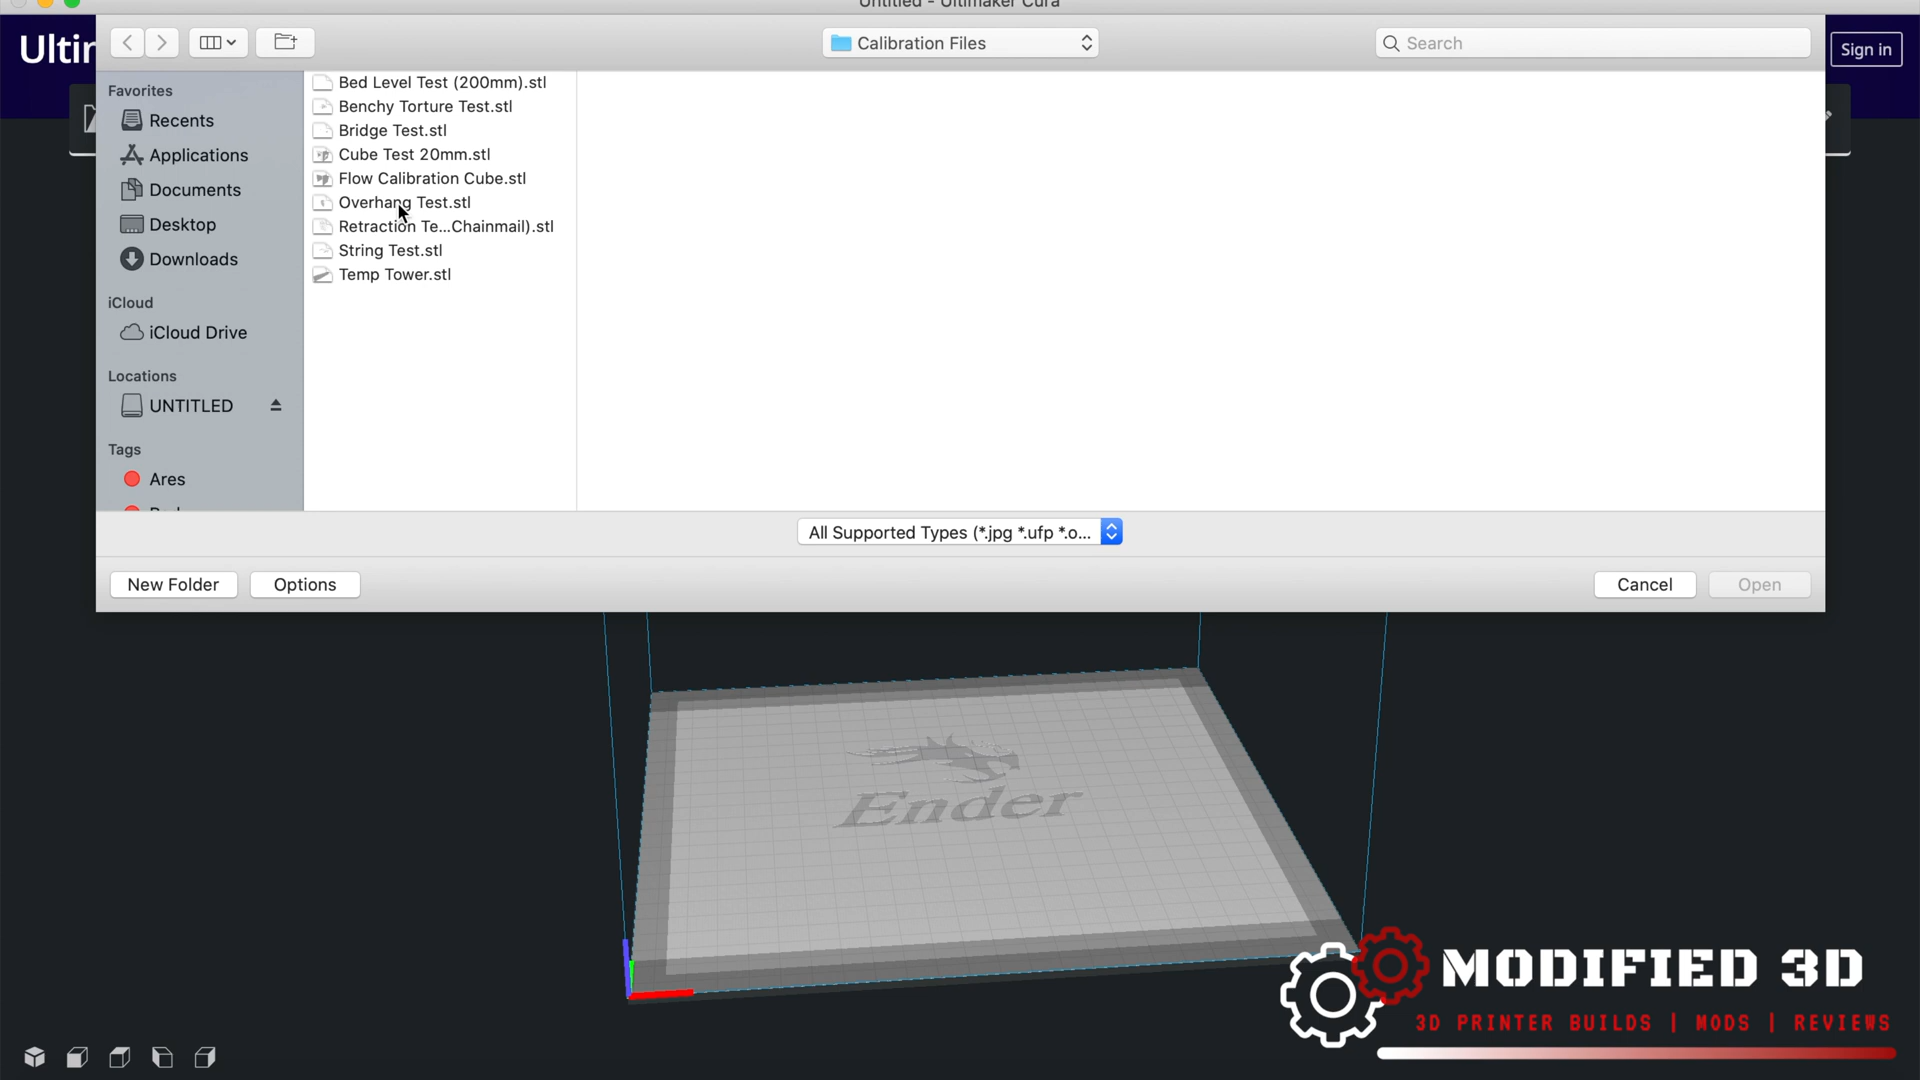 Untitled - Ultimaker Cura
Ultir
Calibration Files
Search
Sign in
Favorites
Recents
Applications
Documents
Desktop
Downloads
iCloud
iCloud Drive
Locations
UNTITLED
Tags
Ares
Bed Level Test (200mm).stl
Benchy Torture Test.stl
Bridge Test.stl
Cube Test 20mm.stl
Flow Calibration Cube.stl
Overhang Test.stl
Retraction Te...Chainmail).stl
String Test.stl
Temp Tower.stl
All Supported Types (*.jpg *.ufp *.o...
New Folder
Options
Cancel
Open
Ender
MODIFIED 3D
3D PRINTER BUILDS | MODS | REVIEWS